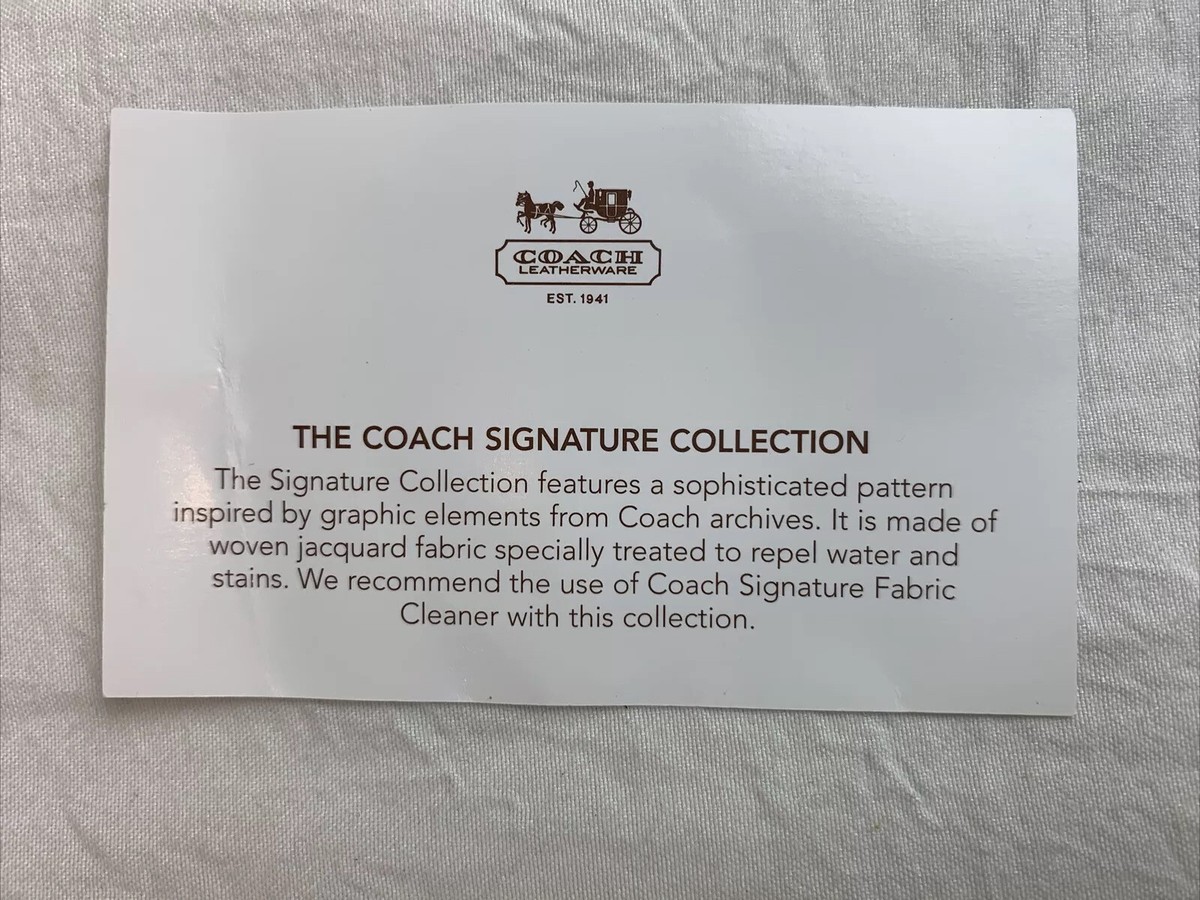 COACH
LEATHERWARE
EST. 1941
THE COACH SIGNATURE COLLECTION
The Signature Collection features a sophisticated pattern
inspired by graphic elements from Coach archives. It is made of
woven jacquard fabric specially treated to repel water and
stains. We recommend the use of Coach Signature Fabric
Cleaner with this collection.